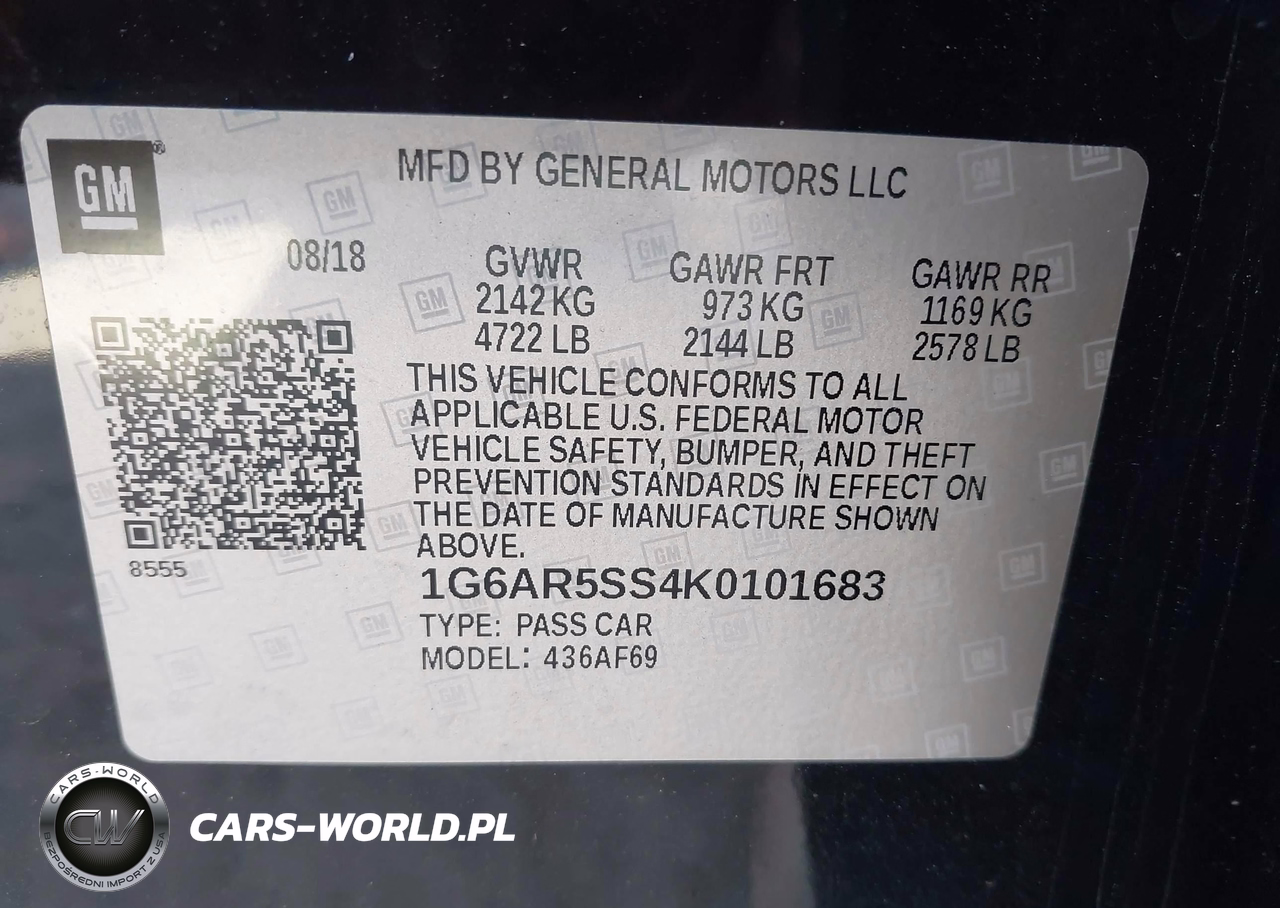 GM®
MFD BY GENERAL MOTORS LLC
08/18
GVWR GAWR FRT GAWR RR
2142 KG 973 KG 1169 KG
4722 LB 2144 LB 2578 LB
THIS VEHICLE CONFORMS TO ALL
APPLICABLE U.S. FEDERAL MOTOR
VEHICLE SAFETY, BUMPER, AND THEFT
PREVENTION STANDARDS IN EFFECT ON
THE DATE OF MANUFACTURE SHOWN
ABOVE.
8555
1G6AR5SS4K0101683
TYPE: PASS CAR
MODEL: 436AF69
CARS-WORLD
CW
BEZPOŚREDNI IMPORT Z USA
CARS-WORLD.PL